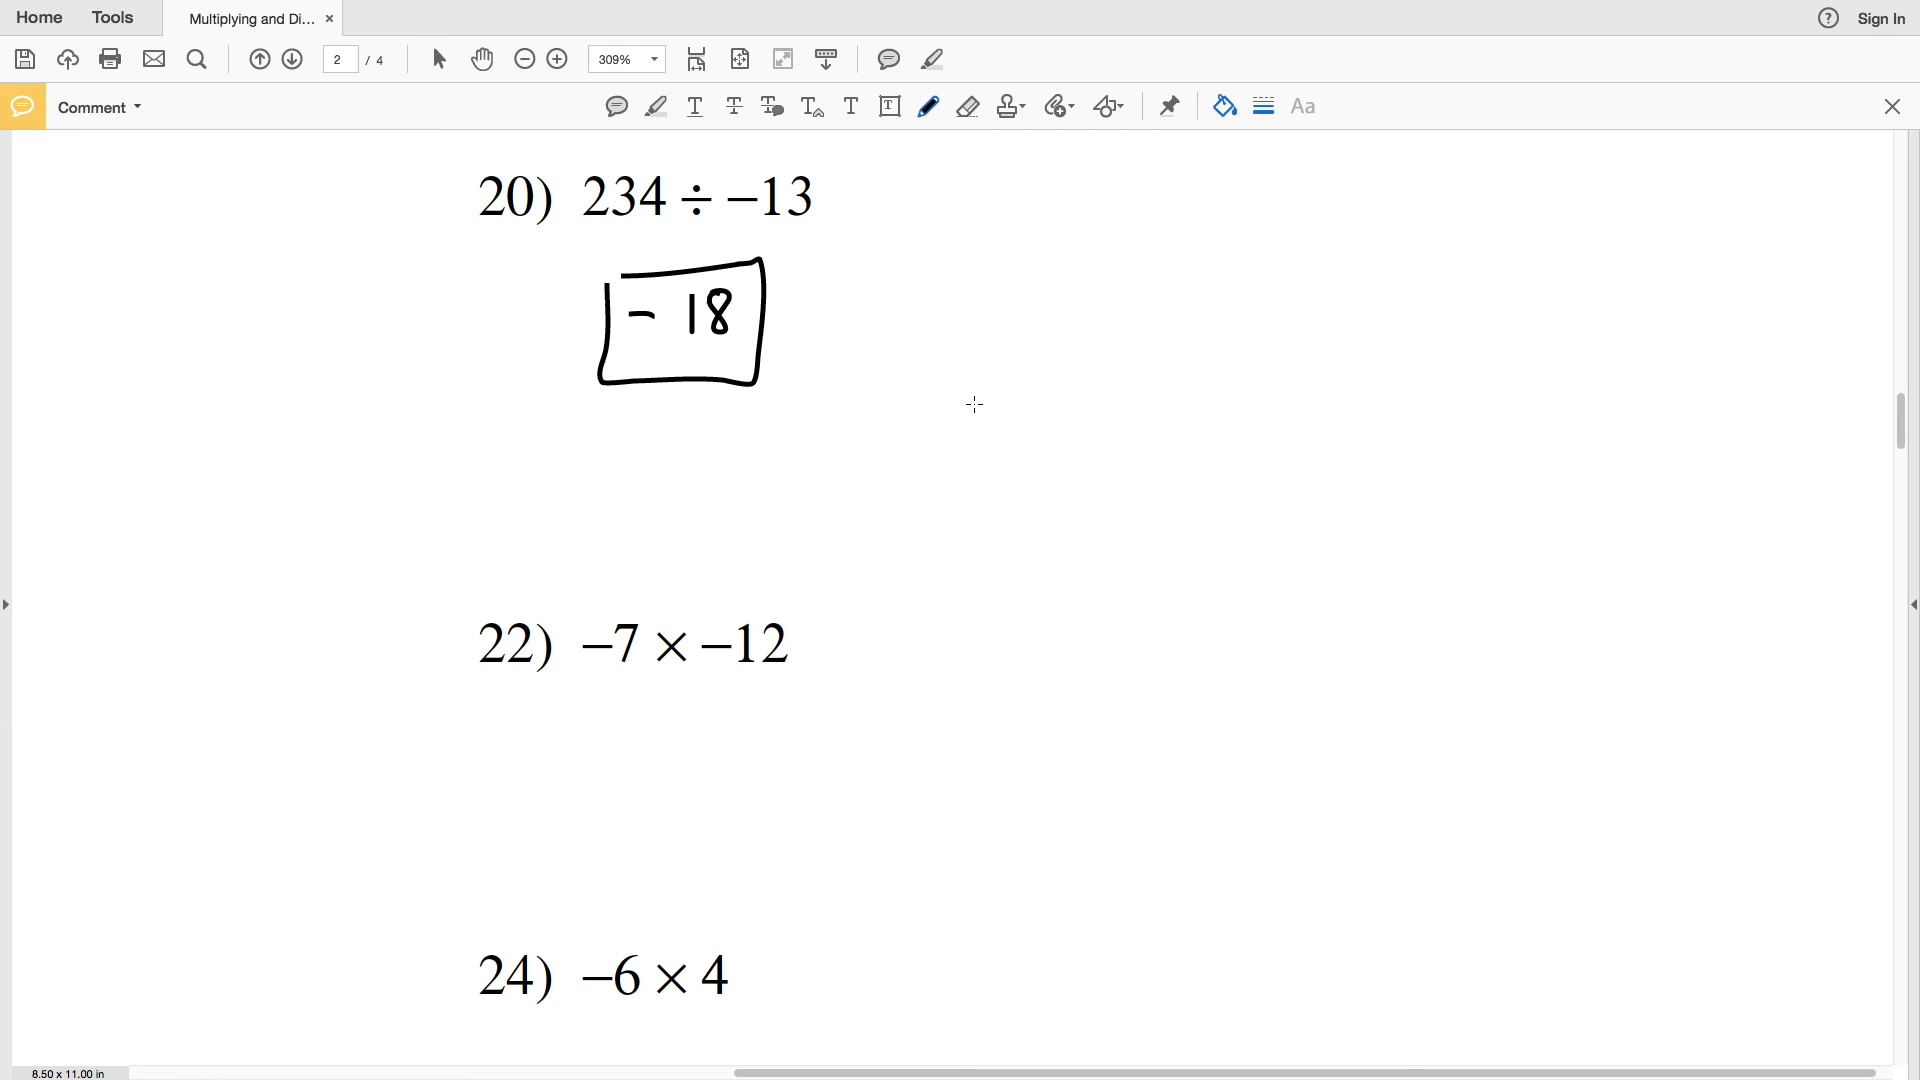 Home Tools Multiplying and Di... × ? Sign In
2 / 4 309%
Comment T T T T T T Aa
20) 234 ÷ −13
- 18
22) −7 × −12
24) −6 × 4
8.50 x 11.00 in